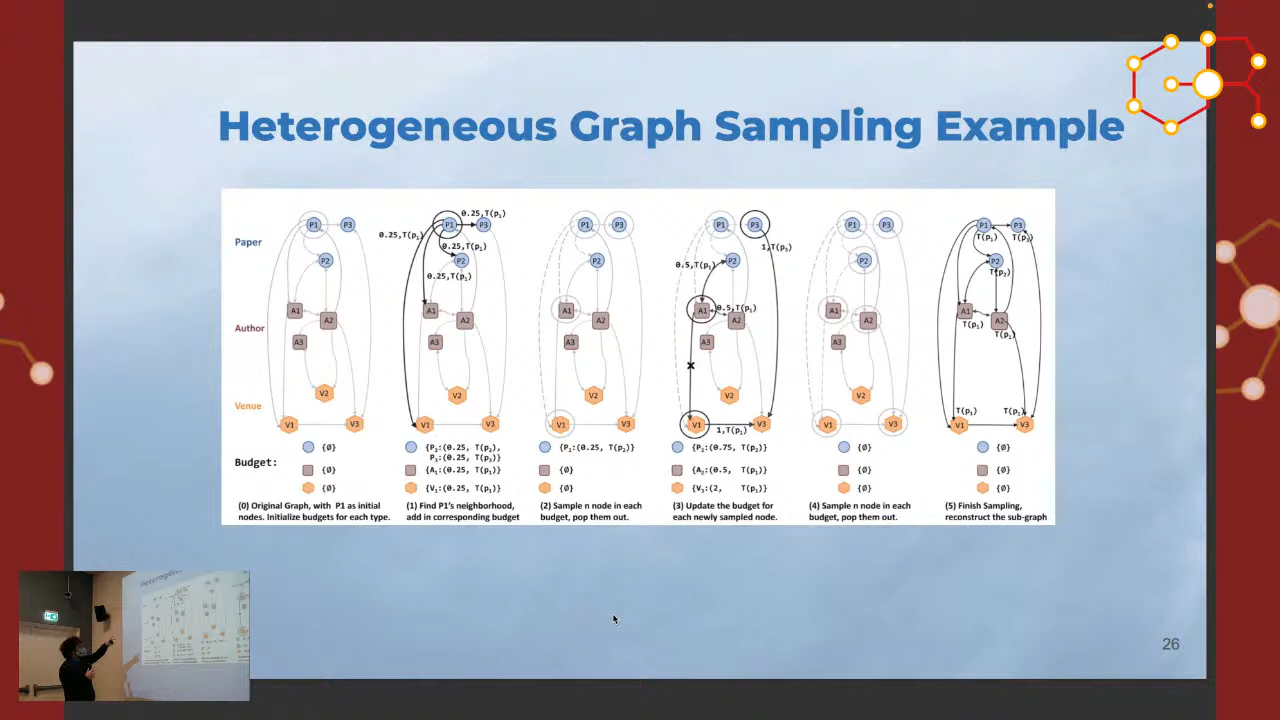 Heterogeneous Graph Sampling Example
Paper
Author
Venue
Budget:
P1 P3
P2
A1
A2
A3
V2
V1 V3
{Ø}
{Ø}
{Ø}
(0) Original Graph, with P1 as initial
nodes. Initialize budgets for each type.
0.25,T(p₁)
0.25,T(p₁)
P1 P3
0.25,T(p₁)
P2
0.25,T(p₁)
A1
A2
A3
V2
V1 V3
{P₂:(0.25, T(p₂),
P₃:(0.25, T(p₃)}
{A₁:(0.25, T(p₁)}
{V₁:(0.25, T(p₁)}
(1) Find P1's neighborhood,
add in corresponding budget
P1 P3
P2
A1
A2
A3
V2
V1 V3
{P₂:(0.25, T(p₂)}
{Ø}
{Ø}
(2) Sample n node in each
budget, pop them out.
P1 P3
1,T(p₃)
0.5,T(p₁) P2
A1 0.5,T(p₁)
A2
A3
×
V2
V1 V3
1,T(p₁)
{P₂:(0.75, T(p₂)}
{A₂:(0.5, T(p₁)}
{V₃:(2, T(p₁)}
(3) Update the budget for
each newly sampled node.
P1 P3
P2
A1
A2
A3
V2
V1 V3
{Ø}
{Ø}
{Ø}
(4) Sample n node in each
budget, pop them out.
P1 P3
T(p₁) T(p₃)
P2
T(p₂)
A1
A2
T(p₁)
T(p₁)
T(p₁) T(p₁)
V1 V3
{Ø}
{Ø}
{Ø}
(5) Finish Sampling,
reconstruct the sub-graph
26